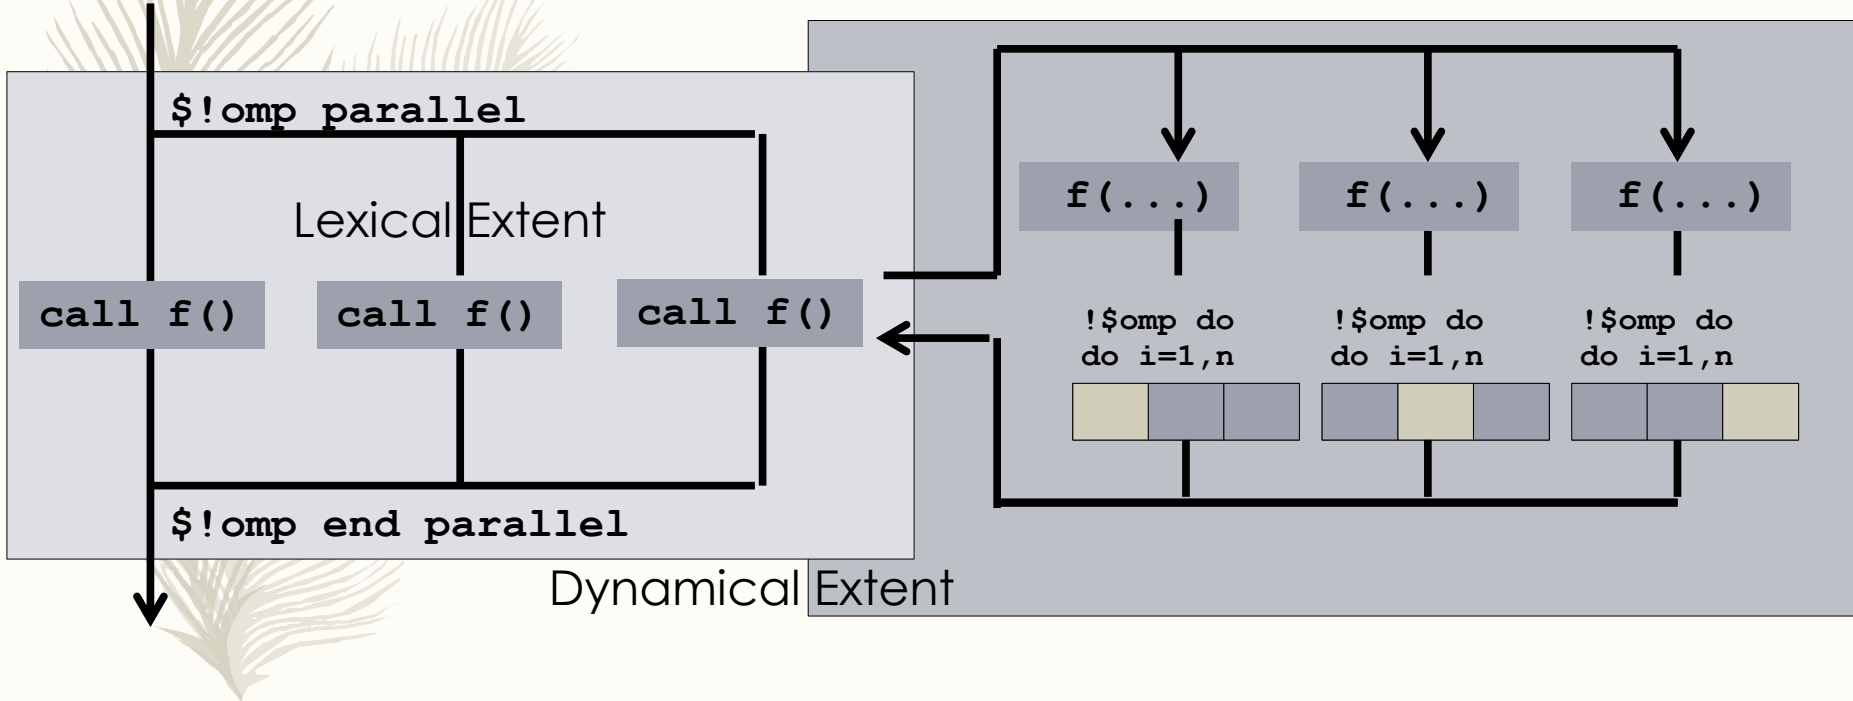 $!omp parallel
Lexical Extent
call f()
call f()
call f()
$!omp end parallel
f(...)
f(...)
f(...)
!$omp do
do i=1,n
!$omp do
do i=1,n
!$omp do
do i=1,n
Dynamical Extent